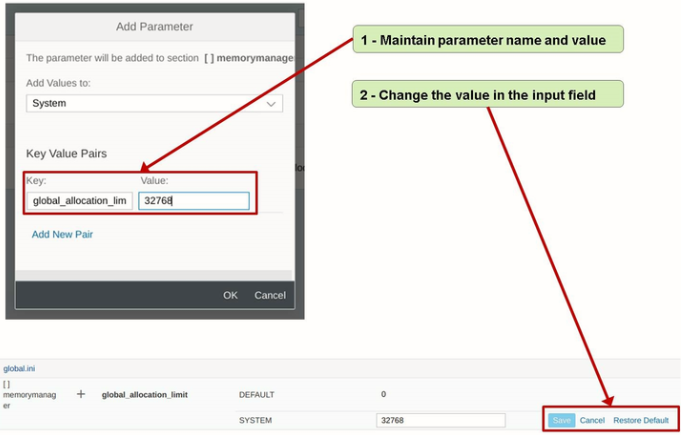 Add Parameter
The parameter will be added to section [ ] memorymanage
Add Values to:
System
Key Value Pairs
Key: Value:
global_allocation_lim 32768
Add New Pair
OK Cancel
1 - Maintain parameter name and value
2 - Change the value in the input field
global.ini
[ ]
memorymanag
er
+ global_allocation_limit DEFAULT 0
SYSTEM 32768 Save Cancel Restore Default